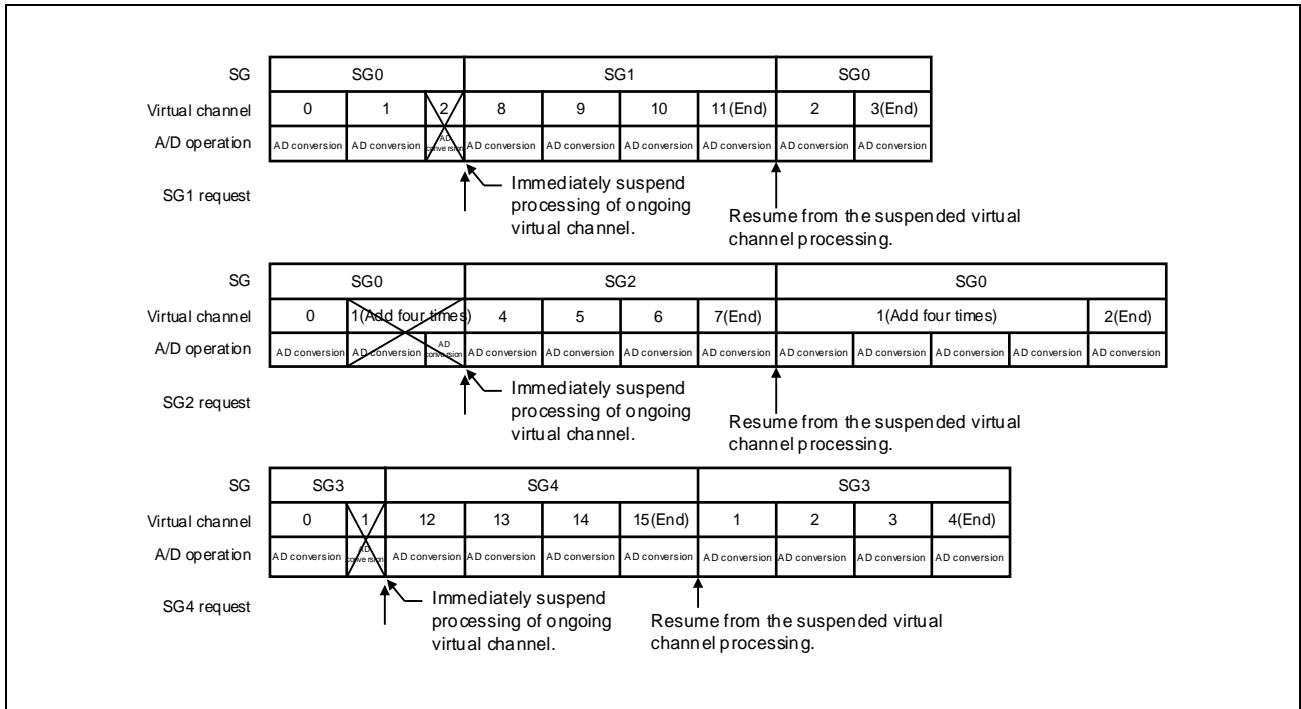 SG SG0 SG1 SG0
Virtual channel 0 1 2 8 9 10 11(End) 2 3(End)
A/D operation AD conversion AD conversion AD conversion AD conversion AD conversion AD conversion AD conversion AD conversion AD conversion
SG1 request
Immediately suspend
processing of ongoing
virtual channel.
Resume from the suspended virtual
channel processing.
SG SG0 SG2 SG0
Virtual channel 0 1(Add four times) 4 5 6 7(End) 1(Add four times) 2(End)
A/D operation AD conversion AD conversion AD conversion AD conversion AD conversion AD conversion AD conversion AD conversion AD conversion AD conversion AD conversion AD conversion
SG2 request
Immediately suspend
processing of ongoing
virtual channel.
Resume from the suspended virtual
channel processing.
SG SG3 SG4 SG3
Virtual channel 0 1 12 13 14 15(End) 1 2 3 4(End)
A/D operation AD conversion AD conversion AD conversion AD conversion AD conversion AD conversion AD conversion AD conversion AD conversion AD conversion
SG4 request
Immediately suspend
processing of ongoing
virtual channel.
Resume from the suspended virtual
channel processing.